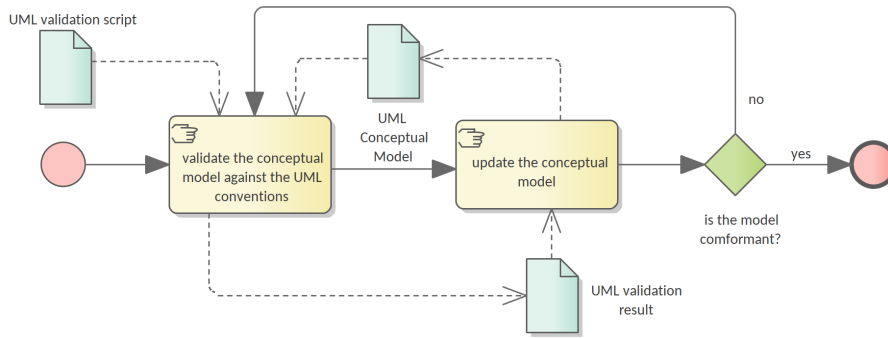 UML validation script
no
UML
Conceptual
Model
validate the conceptual
model against the UML
conventions
update the conceptual
model
yes
is the model
comformant?
UML validation
result